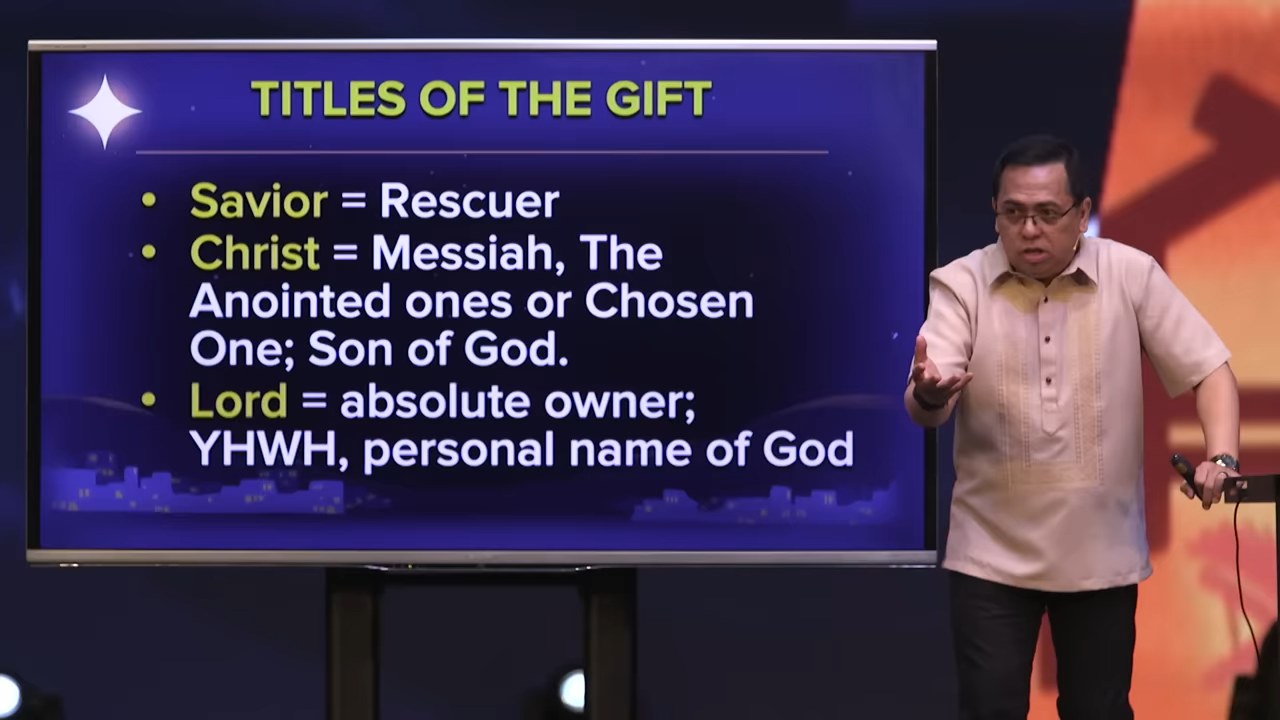 TITLES OF THE GIFT
• Savior = Rescuer
• Christ = Messiah, The
Anointed ones or Chosen
One; Son of God.
• Lord = absolute owner;
YHWH, personal name of God